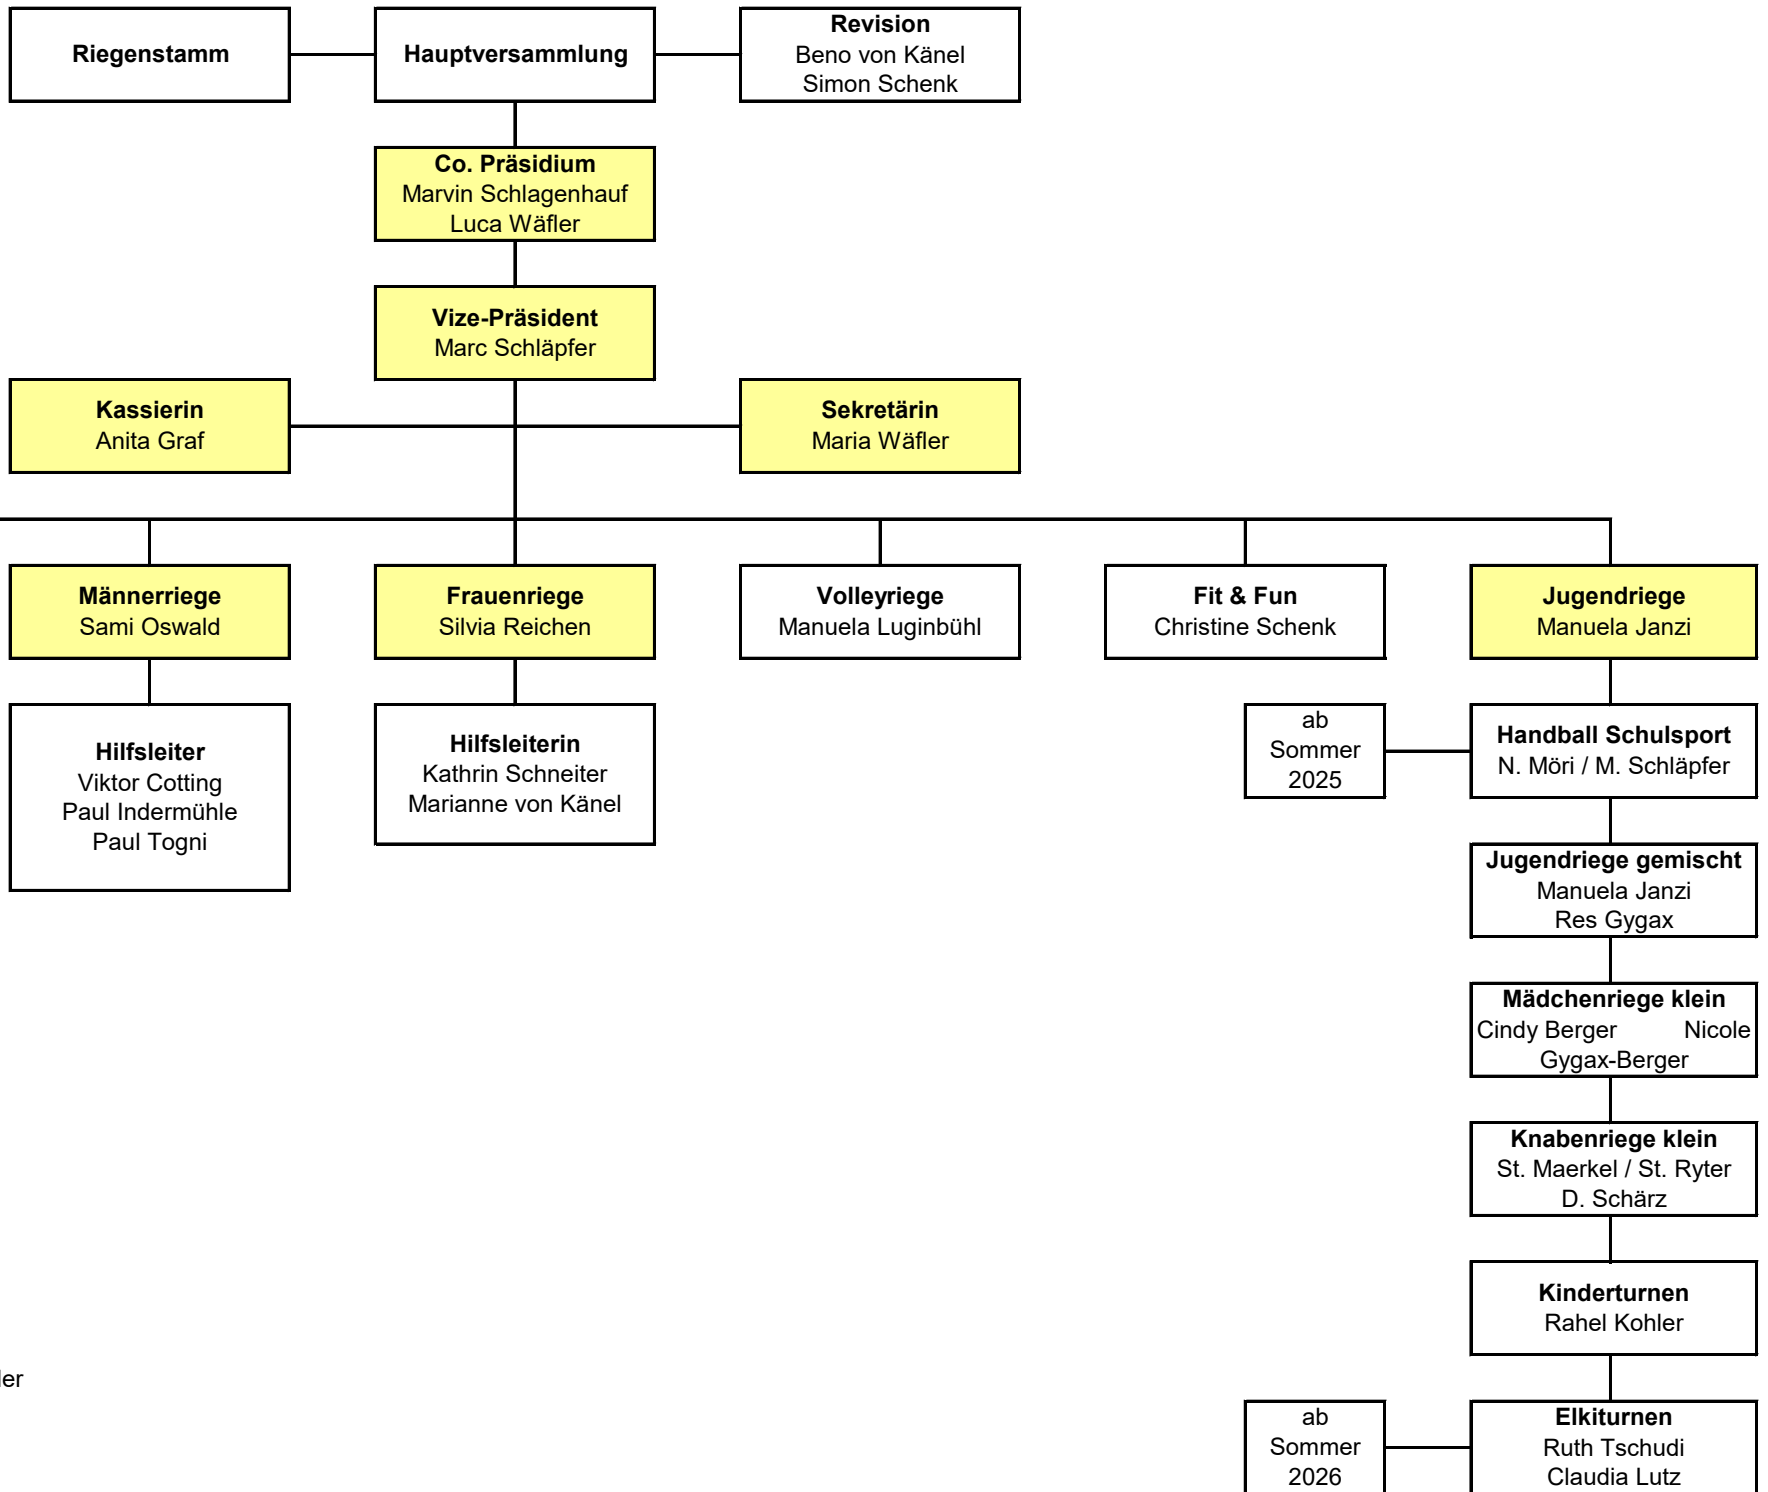 Riegenstamm
Hauptversammlung
Revision
Beno von Känel
Simon Schenk
Co. Präsidium
Marvin Schlagenhauf
Luca Wäfler
Vize-Präsident
Marc Schläpfer
Kassierin
Anita Graf
Sekretärin
Maria Wäfler
Männerriege
Sami Oswald
Frauenriege
Silvia Reichen
Volleyriege
Manuela Luginbühl
Fit & Fun
Christine Schenk
Jugendriege
Manuela Janzi
Hilfsleiter
Viktor Cotting
Paul Indermühle
Paul Togni
Hilfsleiterin
Kathrin Schneiter
Marianne von Känel
ab
Sommer
2025
Handball Schulsport
N. Möri / M. Schläpfer
Jugendriege gemischt
Manuela Janzi
Res Gygax
Mädchenriege klein
Cindy Berger Nicole
Gygax-Berger
Knabenriege klein
St. Maerkel / St. Ryter
D. Schärz
Kinderturnen
Rahel Kohler
ler
ab
Sommer
2026
Elkiturnen
Ruth Tschudi
Claudia Lutz